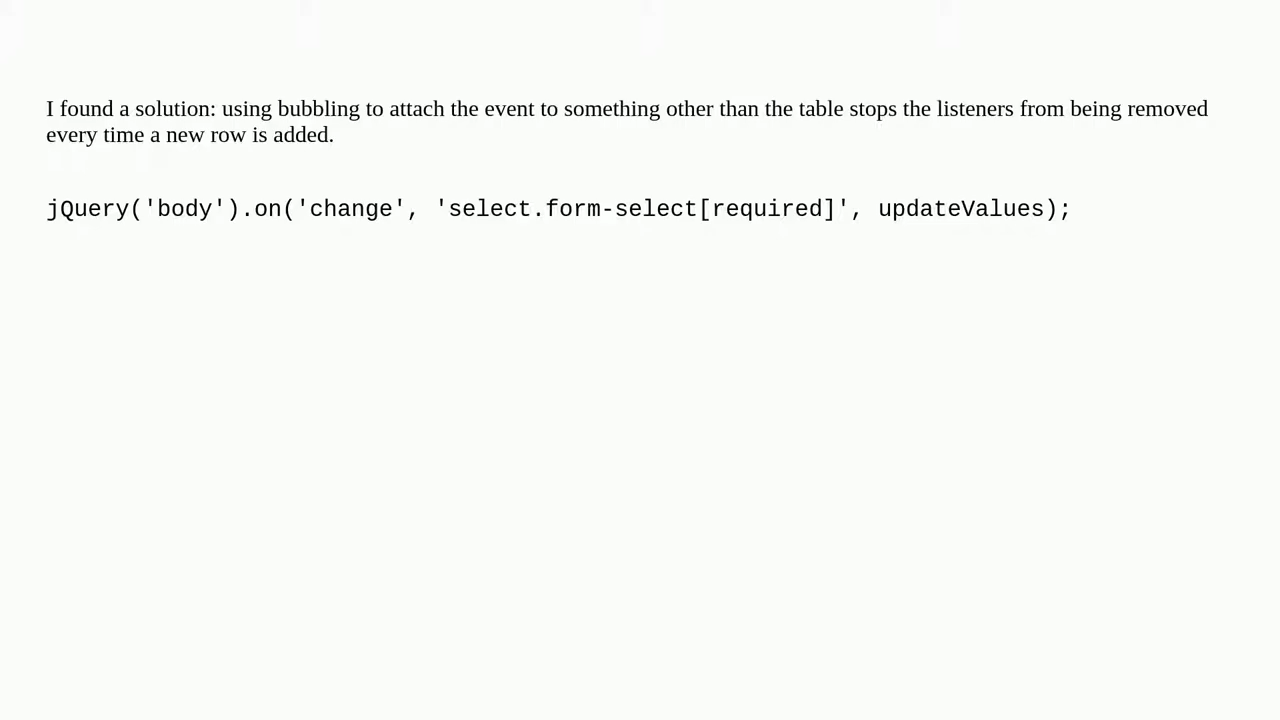 I found a solution: using bubbling to attach the event to something other than the table stops the listeners from being removed
every time a new row is added.
jQuery('body').on('change', 'select.form-select[required]', updateValues);